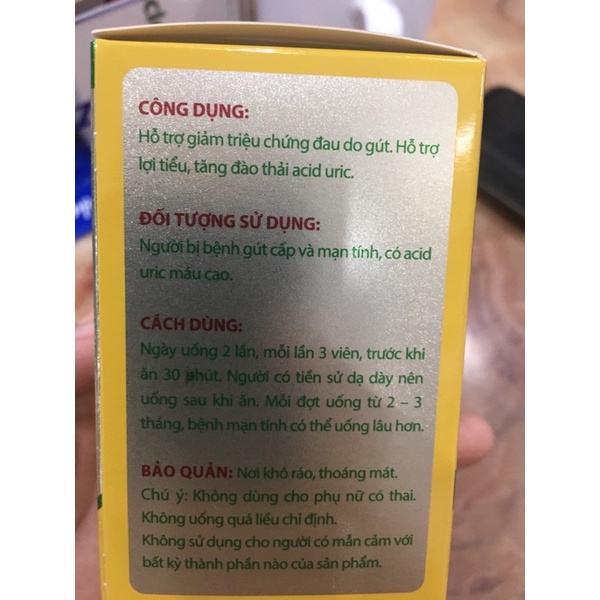 CÔNG DỤNG:
Hỗ trợ giảm triệu chứng đau do gút. Hỗ trợ
lợi tiểu, tăng đào thải acid uric.
ĐỐI TƯỢNG SỬ DỤNG:
Người bị bệnh gút cấp và mạn tính, có acid
uric máu cao.
CÁCH DÙNG:
Ngày uống 2 lần, mỗi lần 3 viên, trước khi
ăn 30 phút. Người có tiền sử dạ dày nên
uống sau khi ăn. Mỗi đợt uống từ 2 – 3
tháng, bệnh mạn tính có thể uống lâu hơn.
BẢO QUẢN: Nơi khô ráo, thoáng mát.
Chú ý: Không dùng cho phụ nữ có thai.
Không uống quá liều chỉ định.
Không sử dụng cho người có mẫn cảm với
bất kỳ thành phần nào của sản phẩm.